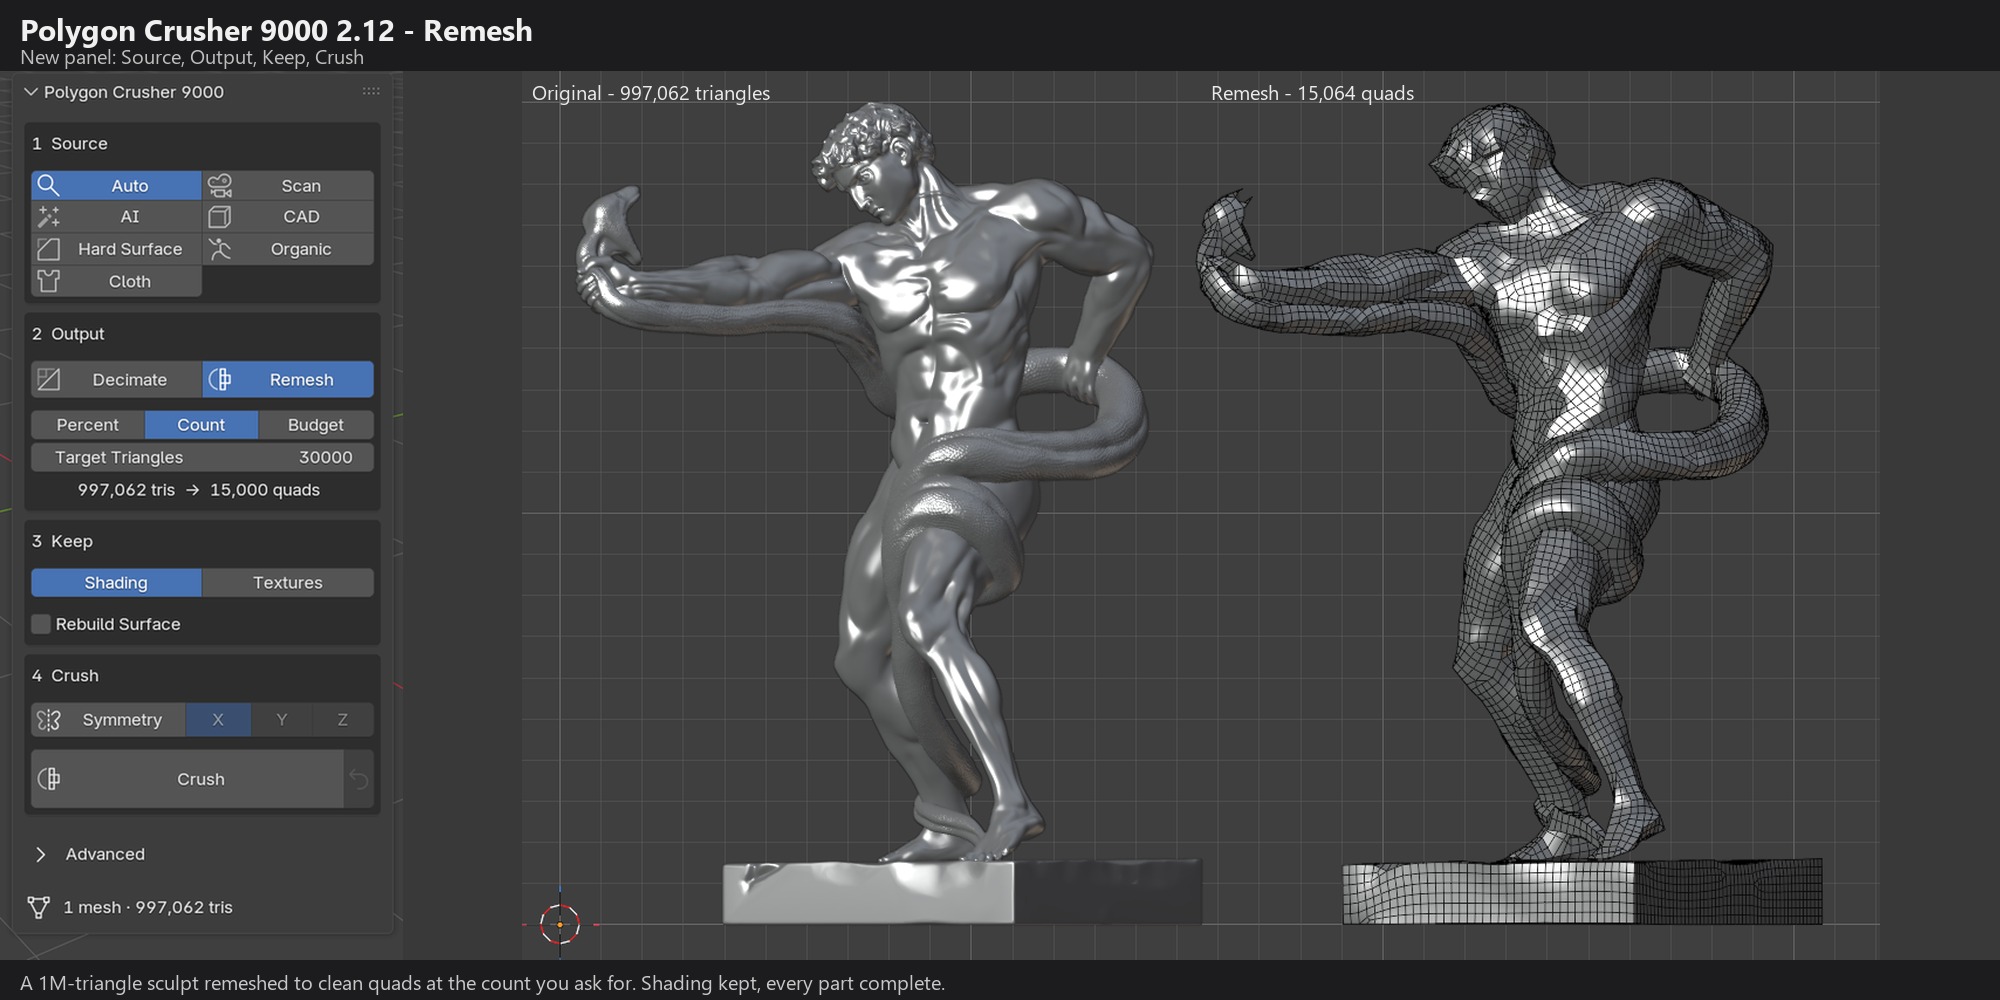 Polygon Crusher 9000 2.12 - Remesh
New panel: Source, Output, Keep, Crush
Polygon Crusher 9000
1 Source
Auto
Scan
AI
CAD
Hard Surface
Organic
Cloth
2 Output
Decimate
Remesh
Percent
Count
Budget
Target Triangles 30000
997,062 tris → 15,000 quads
3 Keep
Shading
Textures
Rebuild Surface
4 Crush
Symmetry
X
Y
Z
Crush
Advanced
1 mesh · 997,062 tris
Original - 997,062 triangles
Remesh - 15,064 quads
A 1M-triangle sculpt remeshed to clean quads at the count you ask for. Shading kept, every part complete.